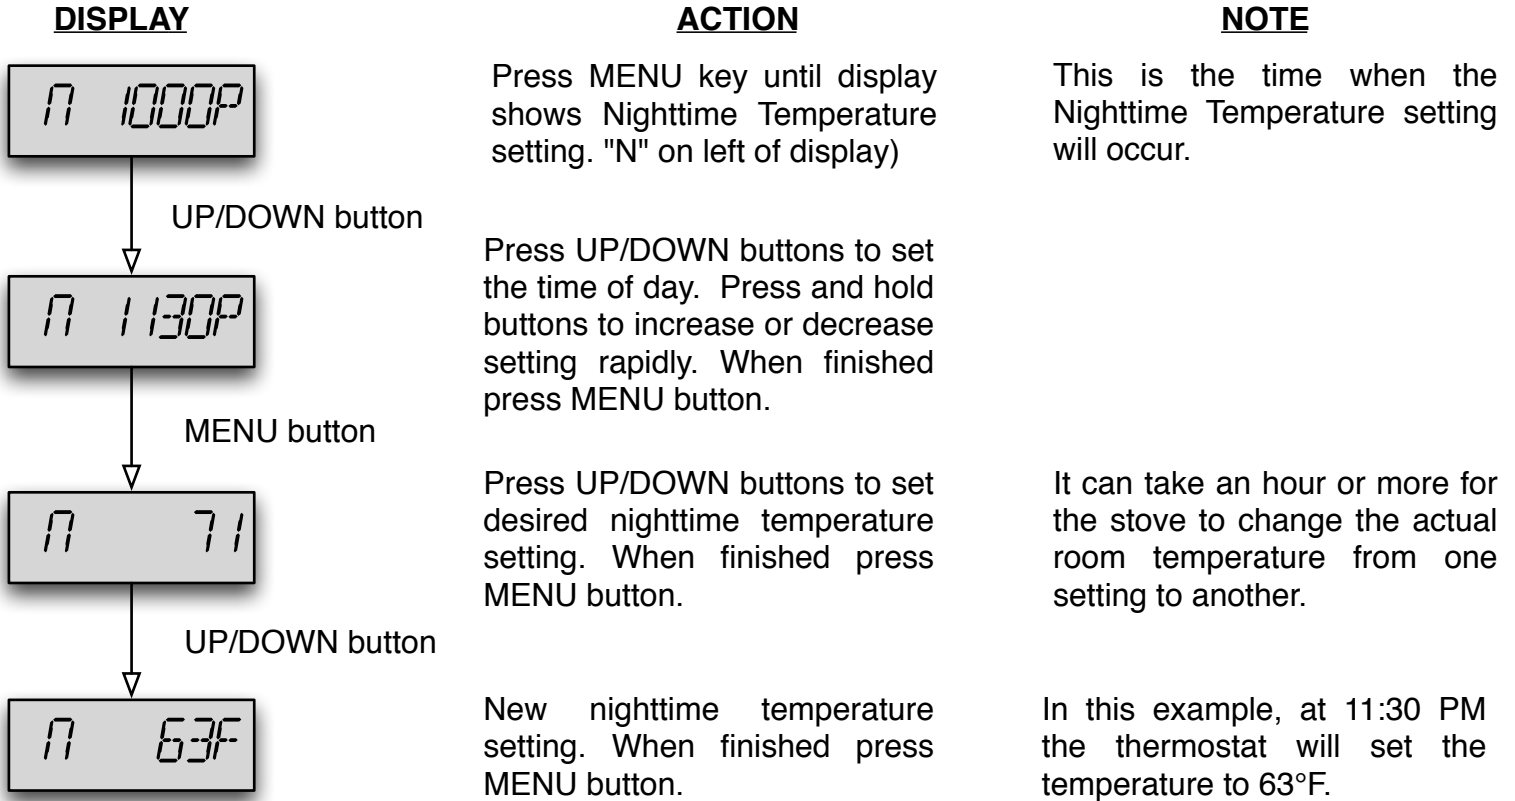 DISPLAY ACTION NOTE
N 1000P
Press MENU key until display
shows Nighttime Temperature
setting. "N" on left of display)
This is the time when the
Nighttime Temperature setting
will occur.
UP/DOWN button
N 1130P
Press UP/DOWN buttons to set
the time of day. Press and hold
buttons to increase or decrease
setting rapidly. When finished
press MENU button.
MENU button
N 71
Press UP/DOWN buttons to set
desired nighttime temperature
setting. When finished press
MENU button.
It can take an hour or more for
the stove to change the actual
room temperature from one
setting to another.
UP/DOWN button
N 63F
New nighttime temperature
setting. When finished press
MENU button.
In this example, at 11:30 PM
the thermostat will set the
temperature to 63°F.